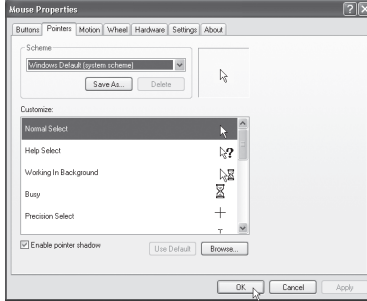 Mouse Properties
Buttons Pointers Motion Wheel Hardware Settings About
Scheme
Windows Default (system scheme)
Save As... Delete
Customize:
Normal Select
Help Select
Working In Background
Busy
Precision Select
Enable pointer shadow
Use Default Browse...
OK Cancel Apply